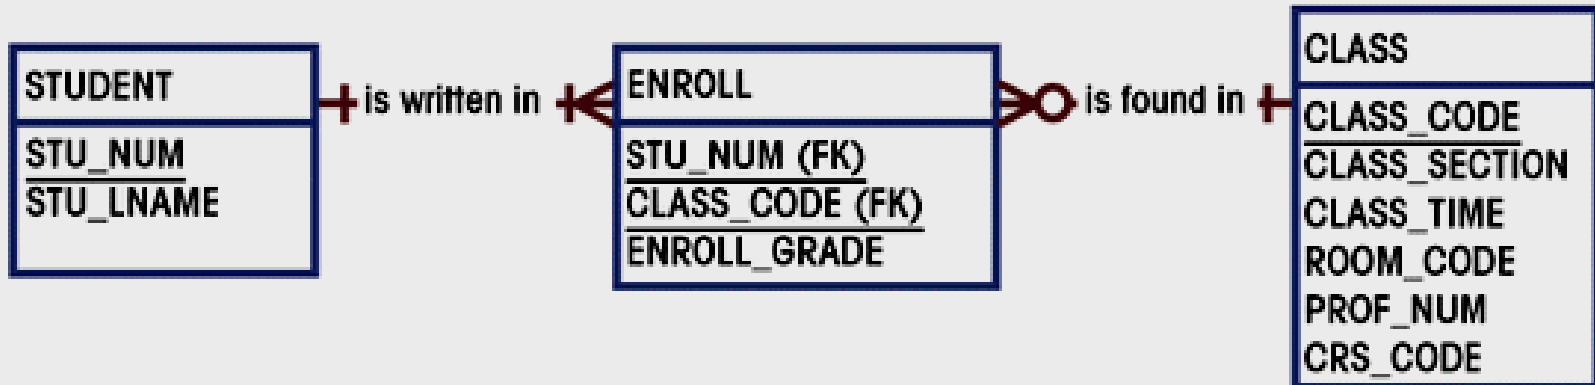 STUDENT
STU_NUM
STU_LNAME
is written in
ENROLL
STU_NUM (FK)
CLASS_CODE (FK)
ENROLL_GRADE
is found in
CLASS
CLASS_CODE
CLASS_SECTION
CLASS_TIME
ROOM_CODE
PROF_NUM
CRS_CODE